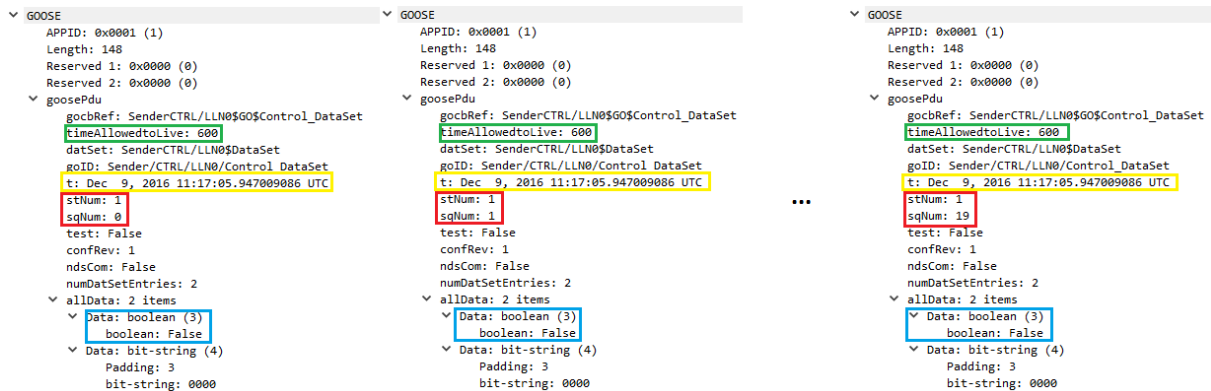 GOOSE
APPID: 0x0001 (1)
Length: 148
Reserved 1: 0x0000 (0)
Reserved 2: 0x0000 (0)
goosePdu
gocbRef: SenderCTRL/LLN0$GO$Control_DataSet
timeAllowedtoLive: 600
datSet: SenderCTRL/LLN0$DataSet
goID: Sender/CTRL/LLN0/Control_DataSet
t: Dec  9, 2016 11:17:05.947009086 UTC
stNum: 1
sqNum: 0
test: False
confRev: 1
ndsCom: False
numDatSetEntries: 2
allData: 2 items
Data: boolean (3)
boolean: False
Data: bit-string (4)
Padding: 3
bit-string: 0000
GOOSE
APPID: 0x0001 (1)
Length: 148
Reserved 1: 0x0000 (0)
Reserved 2: 0x0000 (0)
goosePdu
gocbRef: SenderCTRL/LLN0$GO$Control_DataSet
timeAllowedtoLive: 600
datSet: SenderCTRL/LLN0$DataSet
goID: Sender/CTRL/LLN0/Control_DataSet
t: Dec  9, 2016 11:17:05.947009086 UTC
stNum: 1
sqNum: 1
test: False
confRev: 1
ndsCom: False
numDatSetEntries: 2
allData: 2 items
Data: boolean (3)
boolean: False
Data: bit-string (4)
Padding: 3
bit-string: 0000
...
GOOSE
APPID: 0x0001 (1)
Length: 148
Reserved 1: 0x0000 (0)
Reserved 2: 0x0000 (0)
goosePdu
gocbRef: SenderCTRL/LLN0$GO$Control_DataSet
timeAllowedtoLive: 600
datSet: SenderCTRL/LLN0$DataSet
goID: Sender/CTRL/LLN0/Control_DataSet
t: Dec  9, 2016 11:17:05.947009086 UTC
stNum: 1
sqNum: 19
test: False
confRev: 1
ndsCom: False
numDatSetEntries: 2
allData: 2 items
Data: boolean (3)
boolean: False
Data: bit-string (4)
Padding: 3
bit-string: 0000